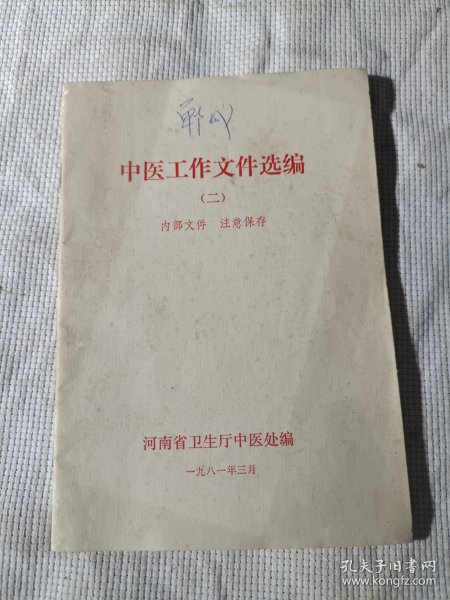 中医工作文件选编
（二）
内部文件 注意保存
河南省卫生厅中医处编
一九八一年三月
孔夫子旧书网
www.kongfz.com